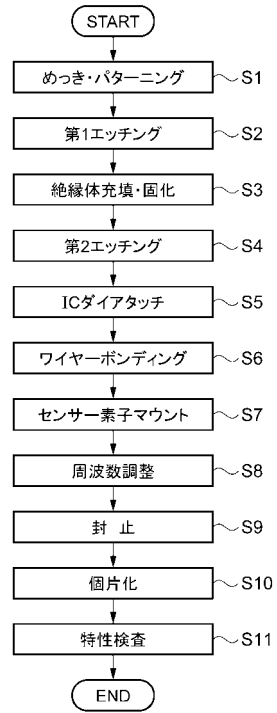 START
めっき・パターニング S1
第1エッチング S2
絶縁体充填・固化 S3
第2エッチング S4
ICダイアタッチ S5
ワイヤーボンディング S6
センサー素子マウント S7
周波数調整 S8
封 止 S9
個片化 S10
特性検査 S11
END